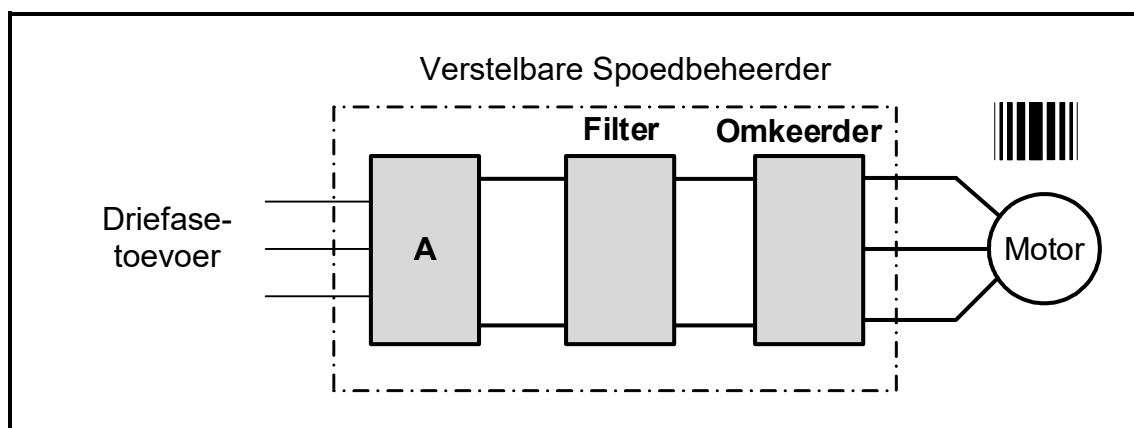 Verstelbare Spoedbeheerder
Filter
Omkeerder
Driefase-
toevoer
A
Motor